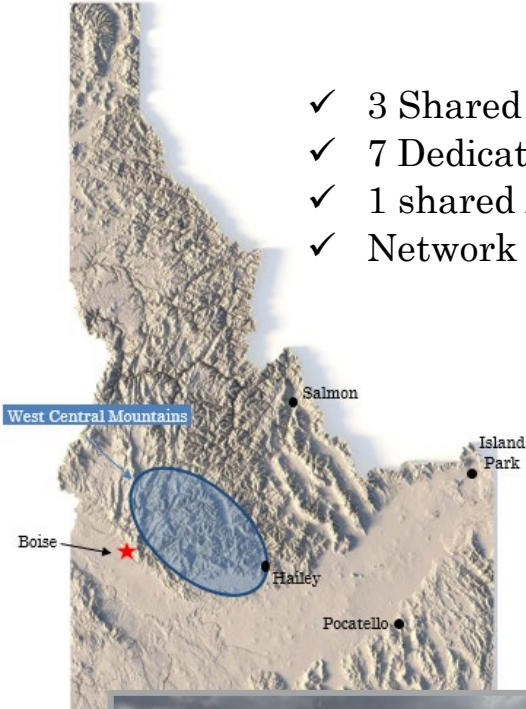 ✓ 3 Shared
✓ 7 Dedicat
✓ 1 shared
✓ Network
Salmon
West Central Mountains
Island
Park
Boise
Hailey
Pocatello